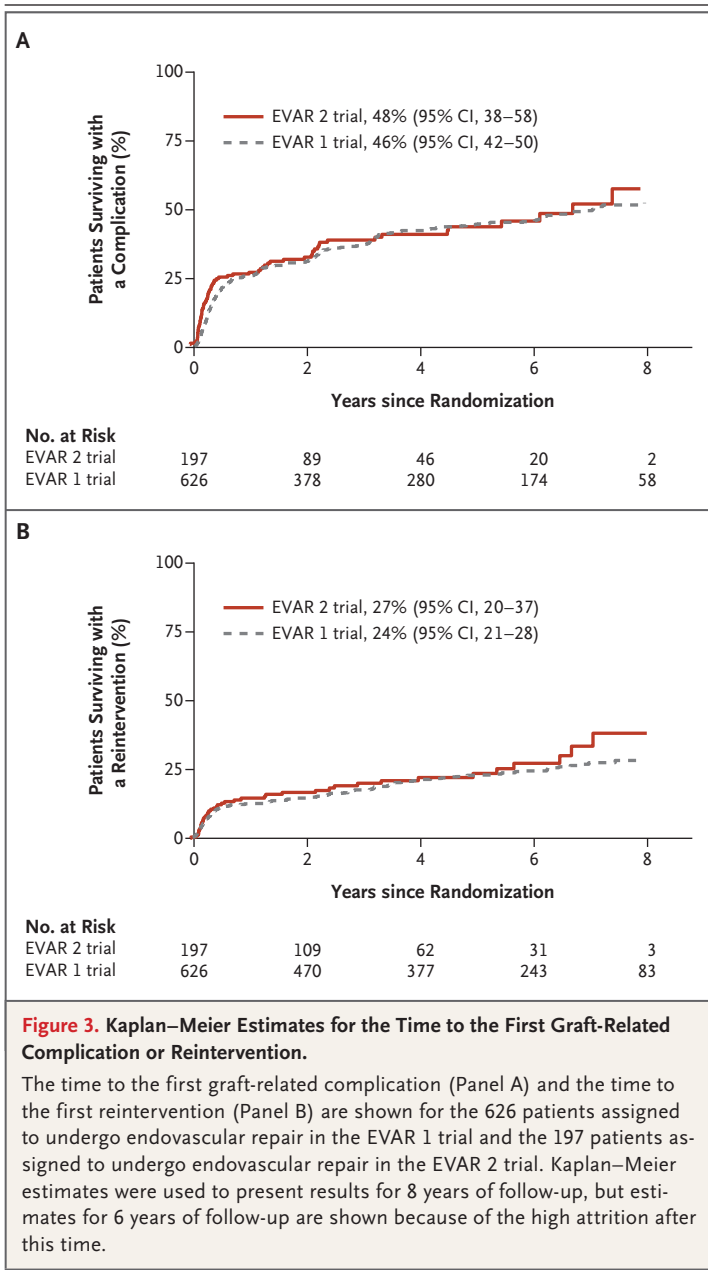 A
100
75
50
25
0
Patients Surviving with
a Complication (%)
EVAR 2 trial, 48% (95% CI, 38–58)
EVAR 1 trial, 46% (95% CI, 42–50)
0 2 4 6 8
Years since Randomization
No. at Risk
EVAR 2 trial 197 89 46 20 2
EVAR 1 trial 626 378 280 174 58
B
100
75
50
25
0
Patients Surviving with
a Reintervention (%)
EVAR 2 trial, 27% (95% CI, 20–37)
EVAR 1 trial, 24% (95% CI, 21–28)
0 2 4 6 8
Years since Randomization
No. at Risk
EVAR 2 trial 197 109 62 31 3
EVAR 1 trial 626 470 377 243 83
Figure 3. Kaplan–Meier Estimates for the Time to the First Graft-Related
Complication or Reintervention.
The time to the first graft-related complication (Panel A) and the time to
the first reintervention (Panel B) are shown for the 626 patients assigned
to undergo endovascular repair in the EVAR 1 trial and the 197 patients as-
signed to undergo endovascular repair in the EVAR 2 trial. Kaplan–Meier
estimates were used to present results for 8 years of follow-up, but esti-
mates for 6 years of follow-up are shown because of the high attrition after
this time.